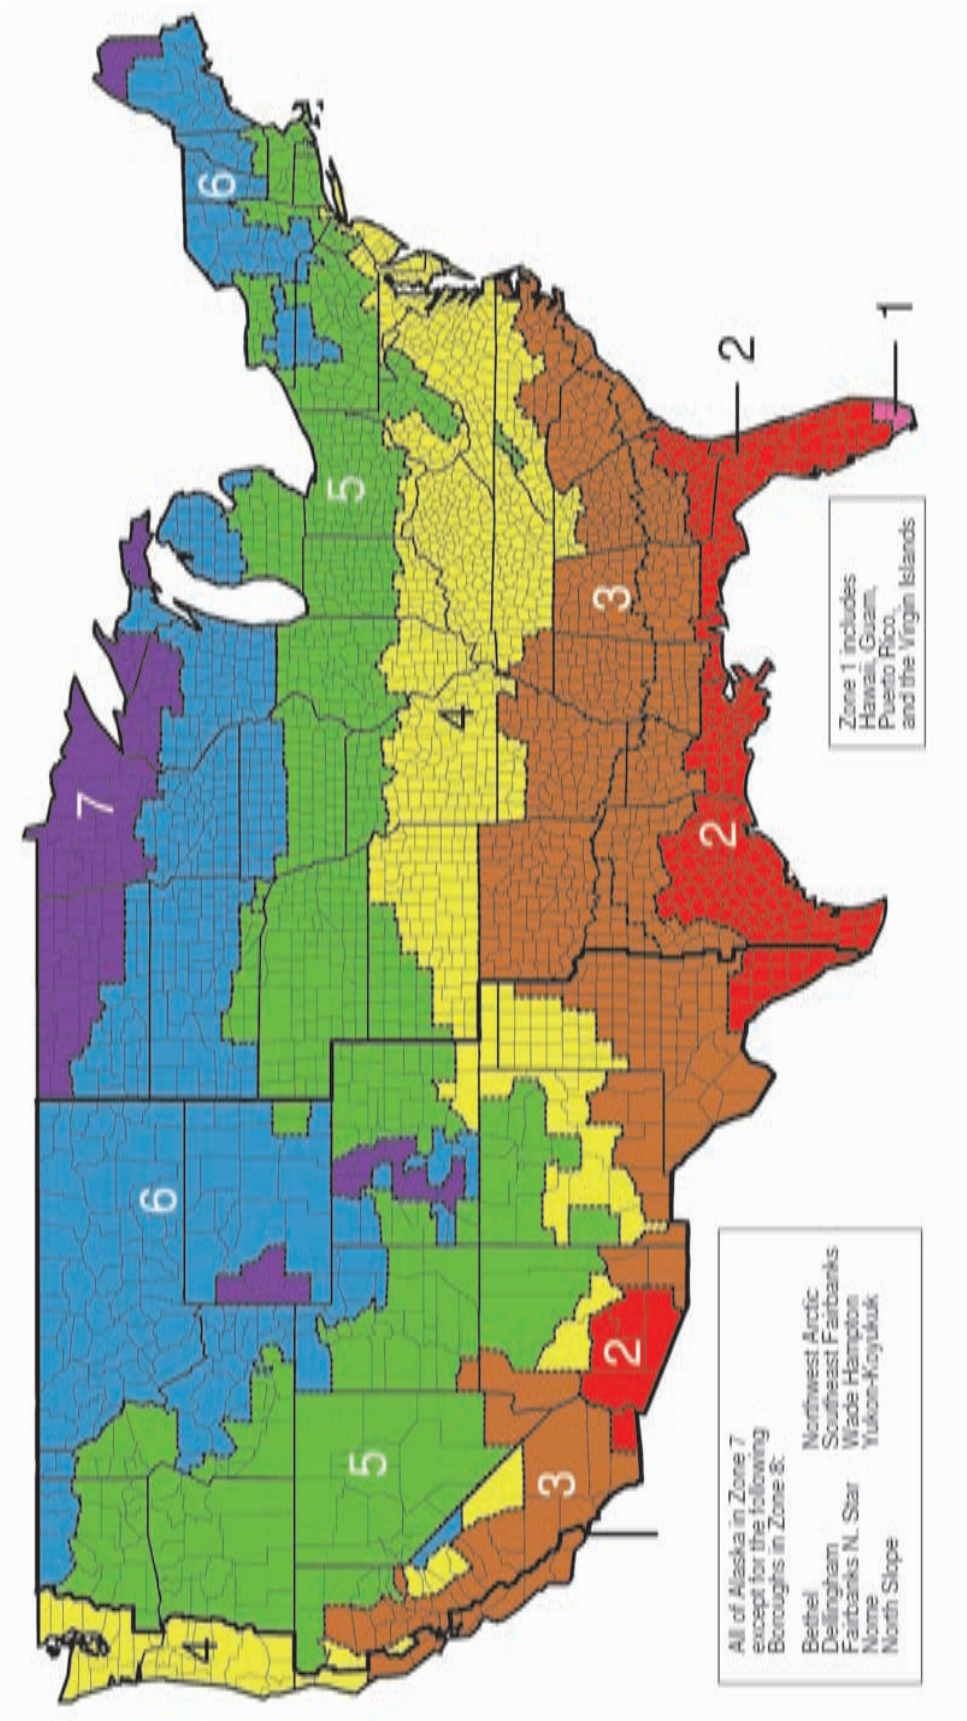 7
6
6
5
5
4
4
3
3
2
2
2
1
All of Alaska in Zone 7
except for the following
Boroughs in Zone 8:
Bethel
Dellingham
Fairbanks N. Star
Nome
North Slope
Northwest Arctic
Southeast Fairbanks
Wade Hampton
Yukon-Koyukuk
Zone 1 includes
Hawaii, Guam,
Puerto Rico,
and the Virgin Islands